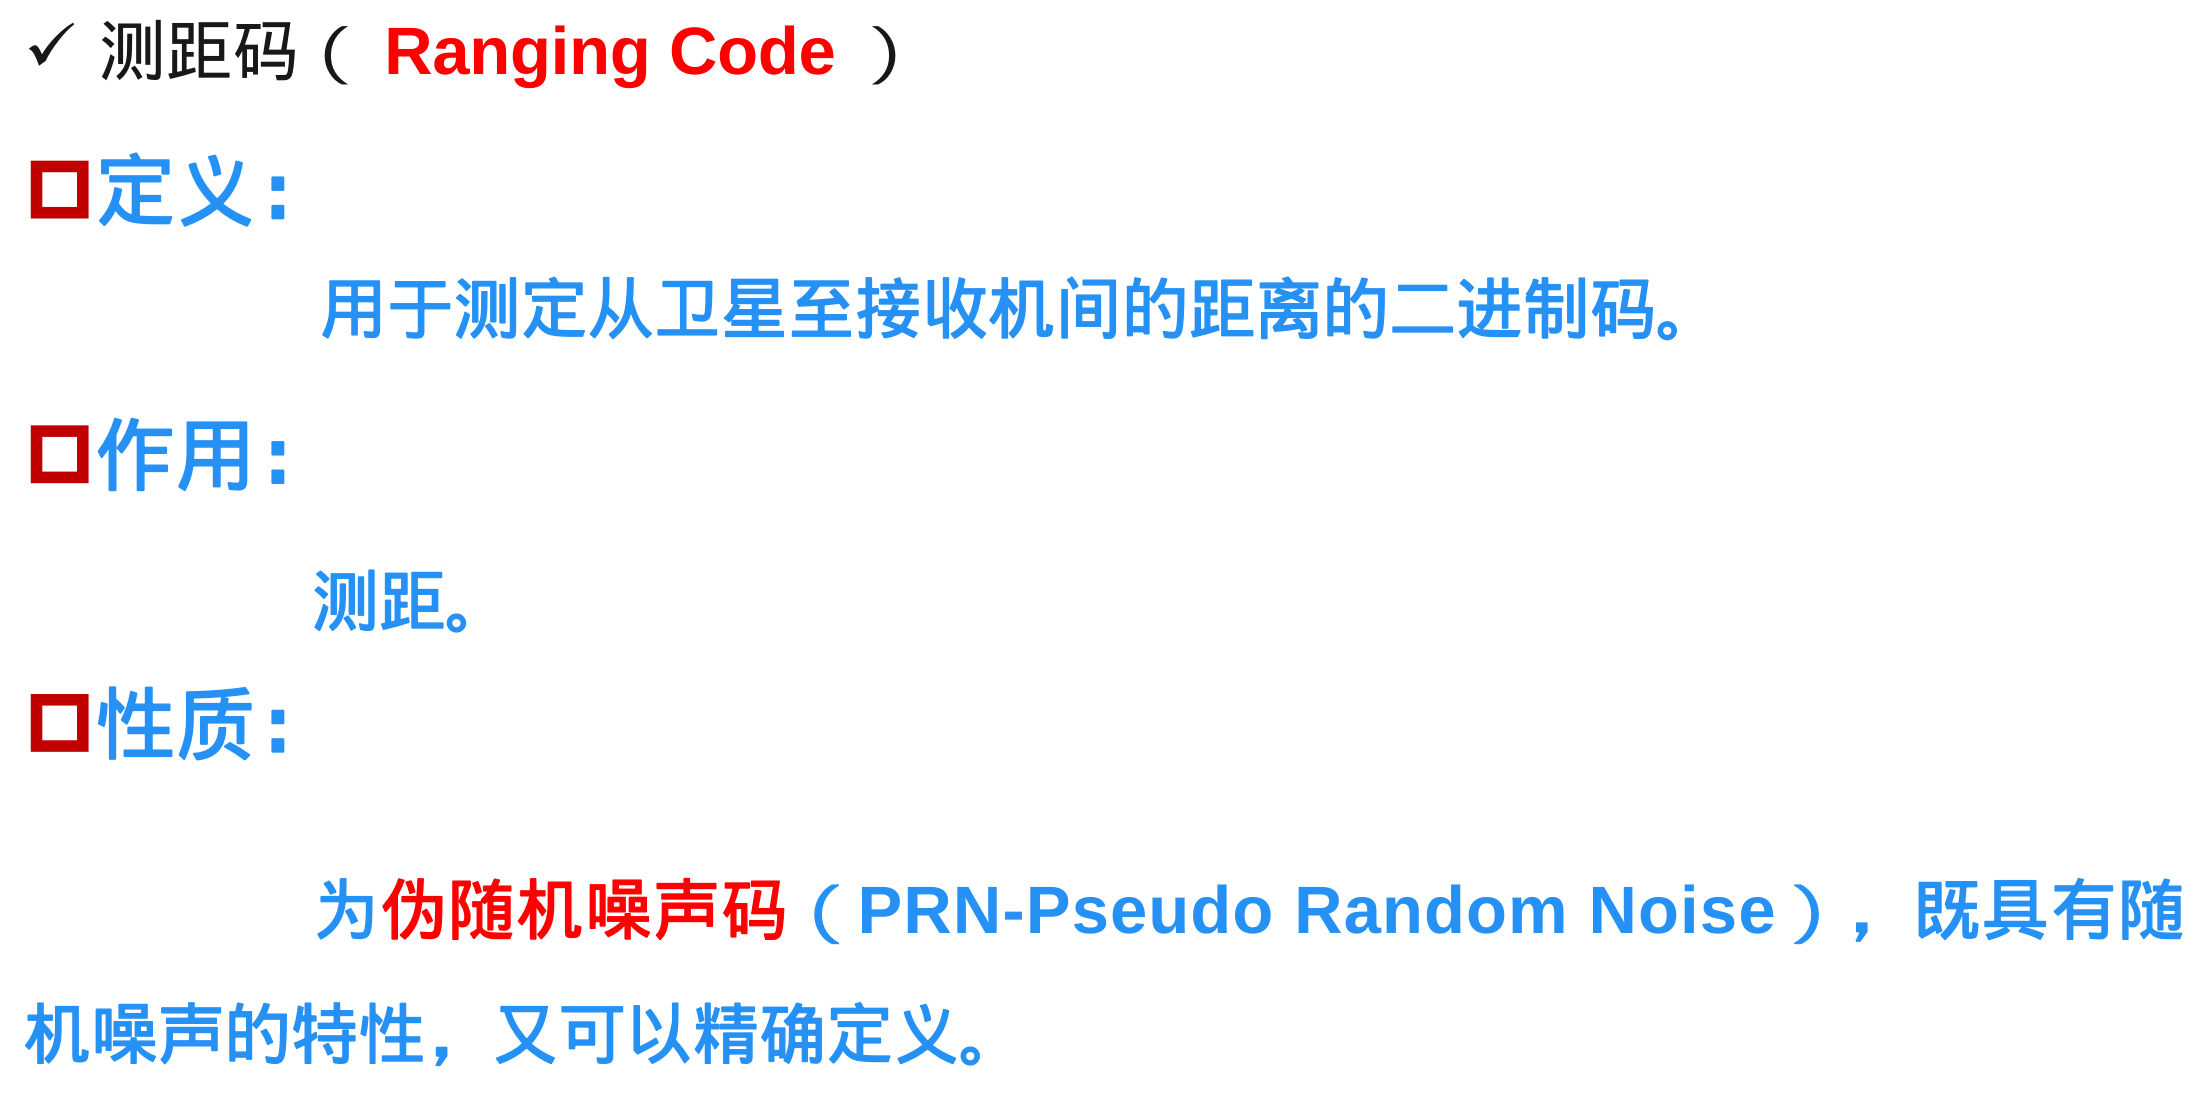 ✓ 测距码（ Ranging Code ）
定义：
用于测定从卫星至接收机间的距离的二进制码。
作用：
测距。
性质：
为伪随机噪声码（PRN-Pseudo Random Noise），既具有随
机噪声的特性，又可以精确定义。